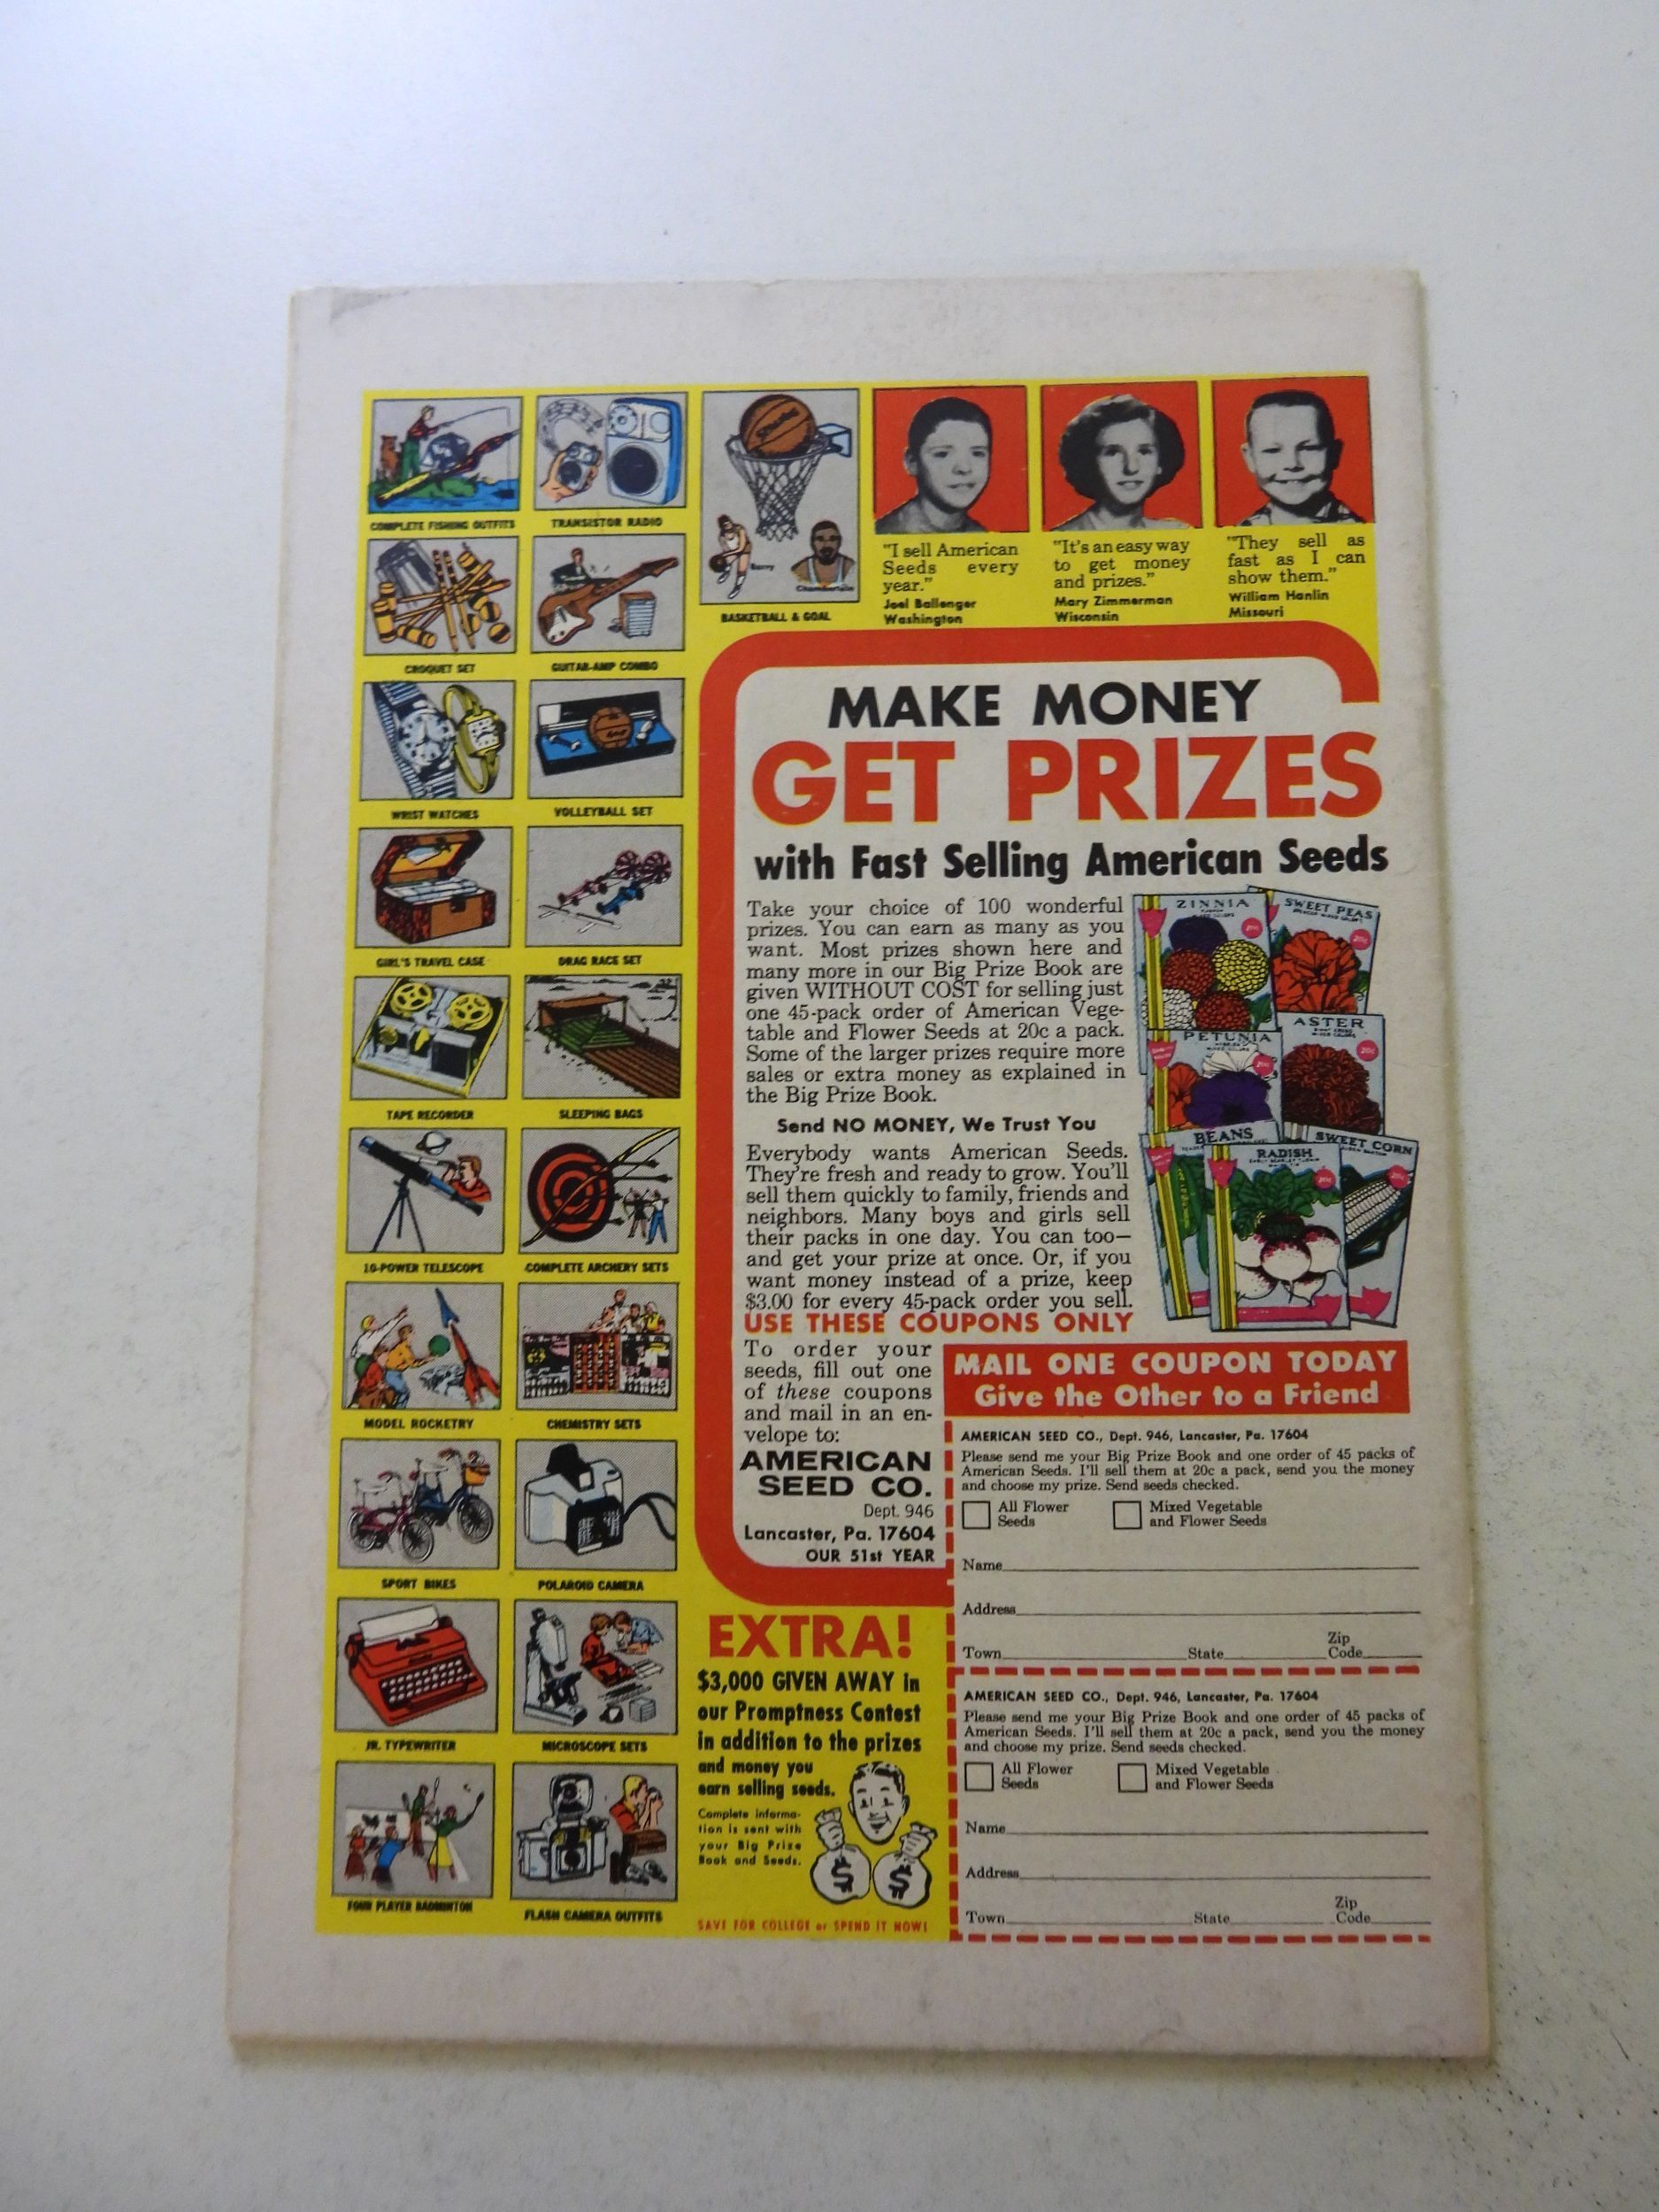 COMPLETE FISHING OUTFITS
TRANSISTOR RADIO
CROQUET SET
GUITAR-AMP COMBO
WRIST WATCHES
VOLLEYBALL SET
GIRL'S TRAVEL CASE
DRAG RACE SET
TAPE RECORDER
SLEEPING BAGS
10-POWER TELESCOPE
COMPLETE ARCHERY SETS
MODEL ROCKETRY
CHEMISTRY SETS
SPORT BIKES
POLAROID CAMERA
JR. TYPEWRITER
MICROSCOPE SETS
FOUR PLAYER BADMINTON
FLASH CAMERA OUTFITS
Barry
Chamberlain
BASKETBALL & GOAL
"I sell American
Seeds every
year."
Joel Ballenger
Washington
"It's an easy way
to get money
and prizes."
Mary Zimmerman
Wisconsin
"They sell as
fast as I can
show them."
William Hanlin
Missouri
MAKE MONEY
GET PRIZES
with Fast Selling American Seeds
Take your choice of 100 wonderful
prizes. You can earn as many as you
want. Most prizes shown here and
many more in our Big Prize Book are
given WITHOUT COST for selling just
one 45-pack order of American Vege-
table and Flower Seeds at 20c a pack.
Some of the larger prizes require more
sales or extra money as explained in
the Big Prize Book.
Send NO MONEY, We Trust You
Everybody wants American Seeds.
They're fresh and ready to grow. You'll
sell them quickly to family, friends and
neighbors. Many boys and girls sell
their packs in one day. You can too—
and get your prize at once. Or, if you
want money instead of a prize, keep
$3.00 for every 45-pack order you sell.
USE THESE COUPONS ONLY
ZINNIA
20c
SWEET PEAS
20c
PETUNIA
20c
ASTER
20c
BEANS
RADISH
20c
SWEET CORN
20c
To order your
seeds, fill out one
of these coupons
and mail in an en-
velope to:
AMERICAN
SEED CO.
Dept. 946
Lancaster, Pa. 17604
OUR 51st YEAR
MAIL ONE COUPON TODAY
Give the Other to a Friend
AMERICAN SEED CO., Dept. 946, Lancaster, Pa. 17604
Please send me your Big Prize Book and one order of 45 packs of
American Seeds. I'll sell them at 20c a pack, send you the money
and choose my prize. Send seeds checked.
All Flower Mixed Vegetable
Seeds and Flower Seeds
Name
Address
Town State Zip
Code
AMERICAN SEED CO., Dept. 946, Lancaster, Pa. 17604
Please send me your Big Prize Book and one order of 45 packs of
American Seeds. I'll sell them at 20c a pack, send you the money
and choose my prize. Send seeds checked.
All Flower Mixed Vegetable
Seeds and Flower Seeds
Name
Address
Town State Zip
Code
EXTRA!
$3,000 GIVEN AWAY in
our Promptness Contest
in addition to the prizes
and money you
earn selling seeds.
Complete informa-
tion is sent with
your Big Prize
Book and Seeds.
$ $
SAVE FOR COLLEGE or SPEND IT NOW!